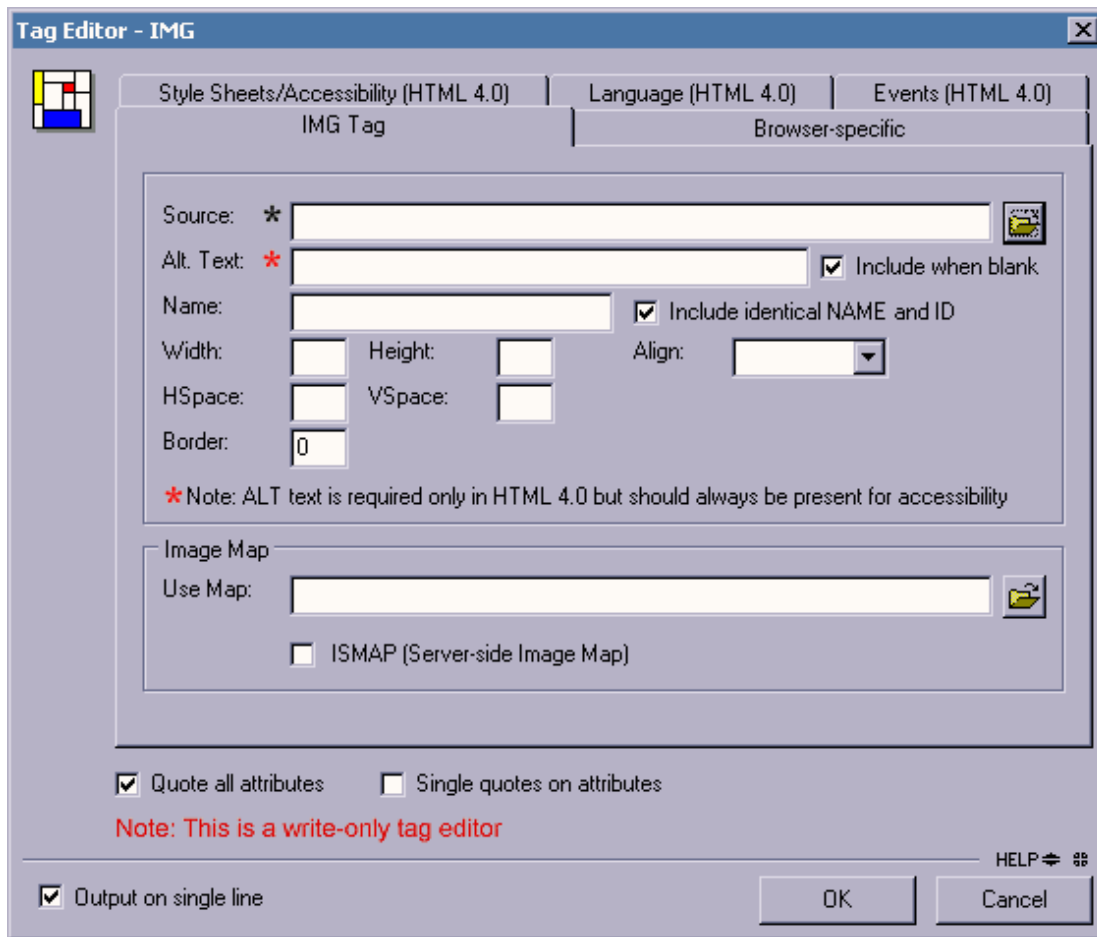 Tag Editor - IMG
Style Sheets/Accessibility (HTML 4.0)
Language (HTML 4.0)
Events (HTML 4.0)
IMG Tag
Browser-specific
Source: *
Alt. Text: *
Include when blank
Name:
Include identical NAME and ID
Width:
Height:
Align:
HSpace:
VSpace:
Border:
0
*Note: ALT text is required only in HTML 4.0 but should always be present for accessibility
Image Map
Use Map:
ISMAP (Server-side Image Map)
Quote all attributes
Single quotes on attributes
Note: This is a write-only tag editor
HELP
Output on single line
OK
Cancel